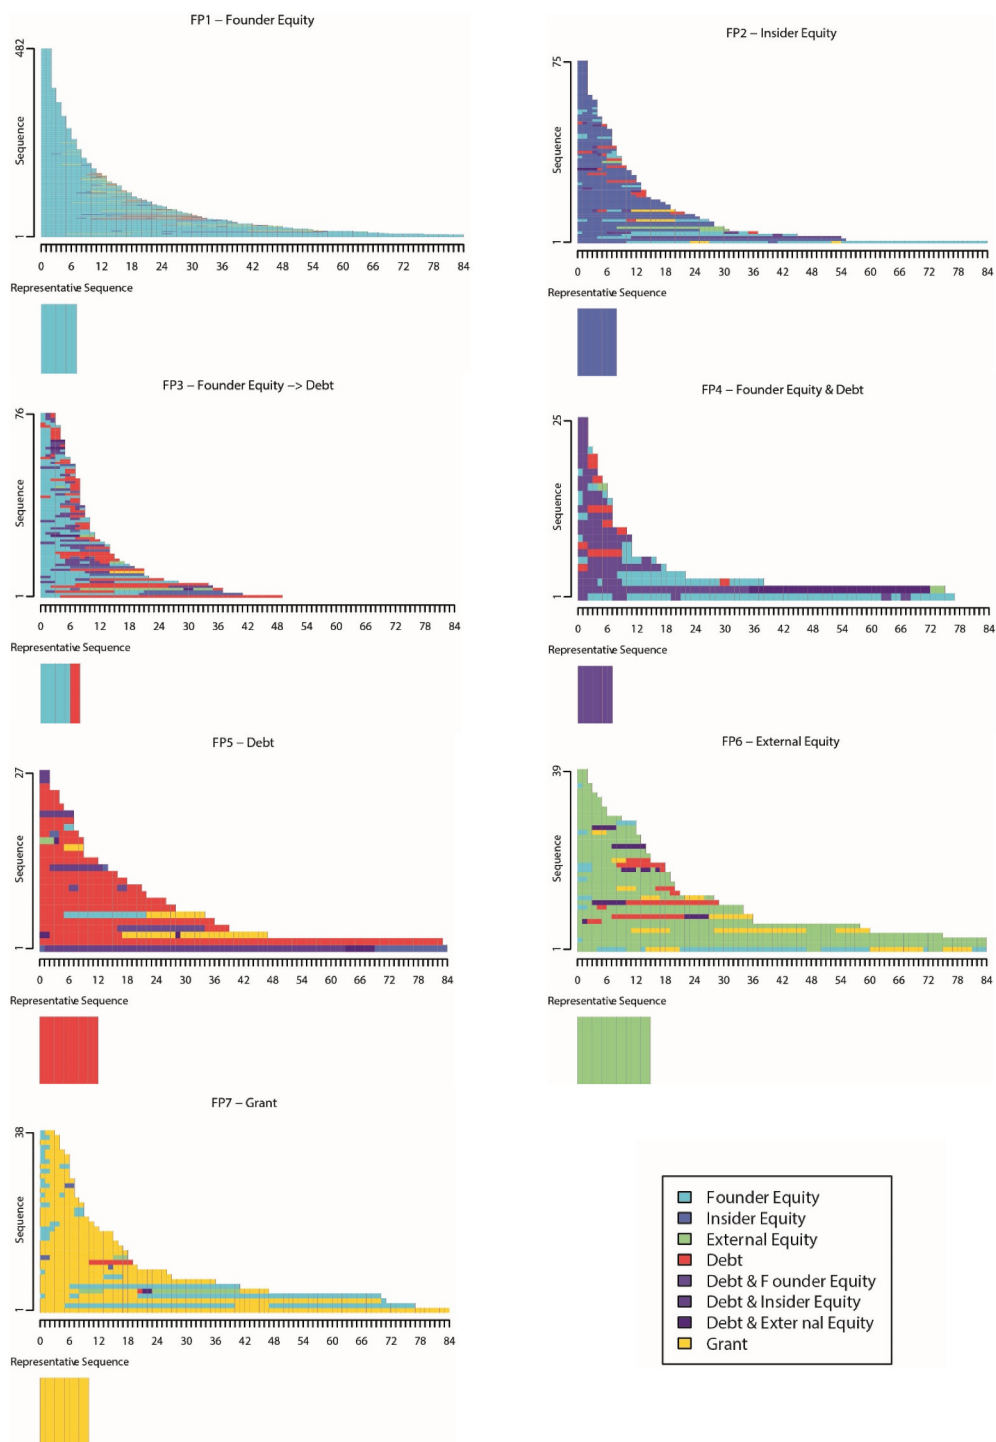 FP1 – Founder Equity
482
Sequence
1
0 6 12 18 24 30 36 42 48 54 60 66 72 78 84
Representative Sequence
FP2 – Insider Equity
75
Sequence
1
0 6 12 18 24 30 36 42 48 54 60 66 72 78 84
Representative Sequence
FP3 – Founder Equity –> Debt
76
Sequence
1
0 6 12 18 24 30 36 42 48 54 60 66 72 78 84
Representative Sequence
FP4 – Founder Equity & Debt
25
Sequence
1
0 6 12 18 24 30 36 42 48 54 60 66 72 78 84
Representative Sequence
FP5 – Debt
27
Sequence
1
0 6 12 18 24 30 36 42 48 54 60 66 72 78 84
Representative Sequence
FP6 – External Equity
39
Sequence
1
0 6 12 18 24 30 36 42 48 54 60 66 72 78 84
Representative Sequence
FP7 – Grant
38
Sequence
1
0 6 12 18 24 30 36 42 48 54 60 66 72 78 84
Representative Sequence
Founder Equity
Insider Equity
External Equity
Debt
Debt & Founder Equity
Debt & Insider Equity
Debt & External Equity
Grant